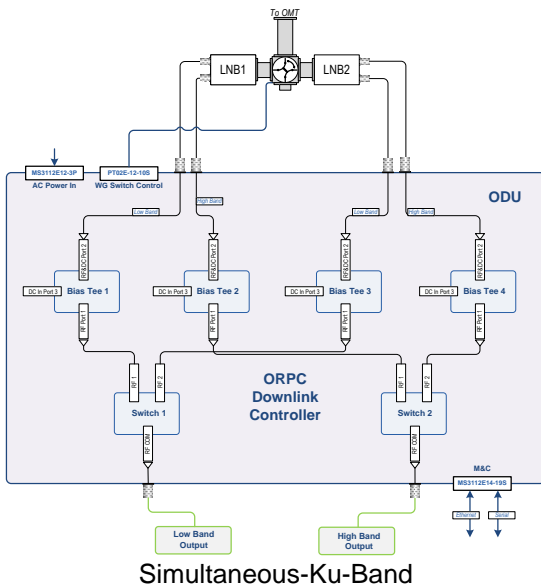 To OMT
LNB1
LNB2
MS3112E12-3P
PT02E-12-10S
AC Power In
WG Switch Control
ODU
Low Band
High Band
Low Band
High Band
RF&DC Port 2
RF&DC Port 2
RF&DC Port 2
RF&DC Port 2
DC In Port 3
Bias Tee 1
DC In Port 3
Bias Tee 2
DC In Port 3
Bias Tee 3
DC In Port 3
Bias Tee 4
RF Port 1
RF Port 1
RF Port 1
RF Port 1
RF 1
RF 2
RF 1
RF 2
ORPC
Downlink
Controller
Switch 1
Switch 2
RF COM
RF COM
M&C
MS3112E14-19S
Ethernet
Serial
Low Band
Output
High Band
Output
Simultaneous-Ku-Band